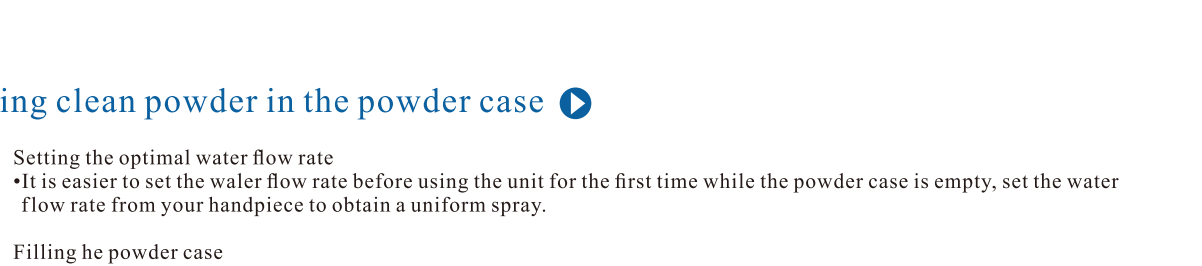 ing clean powder in the powder case
Setting the optimal water flow rate
•It is easier to set the waler flow rate before using the unit for the first time while the powder case is empty, set the water
flow rate from your handpiece to obtain a uniform spray.
Filling he powder case